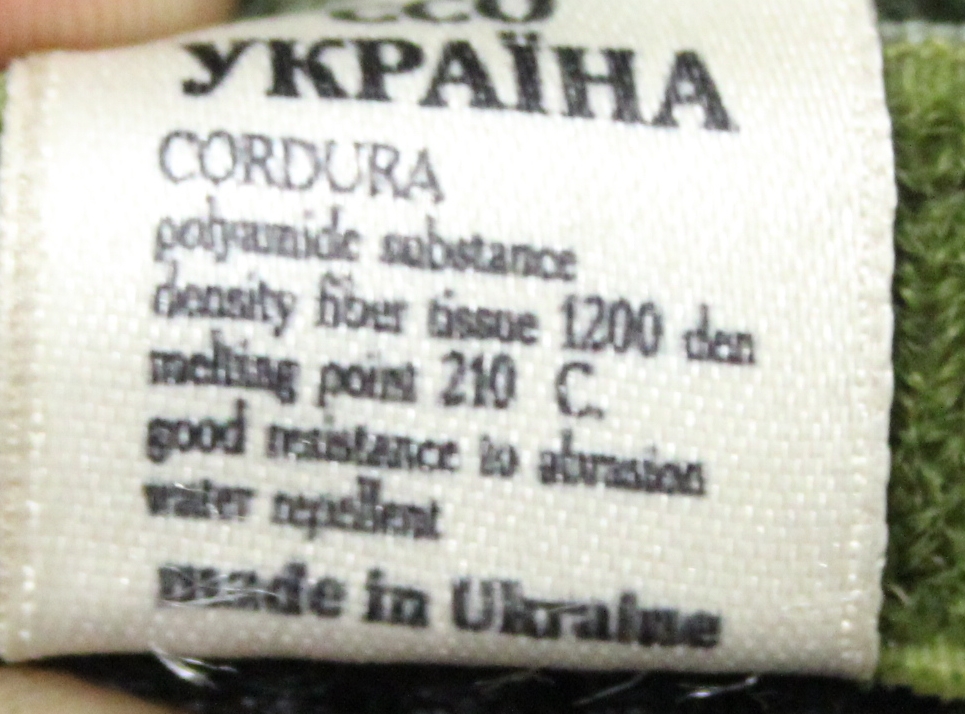 ССО
УКРАЇНА
CORDURA
polyamide substance
density fiber tissue 1200 den
melting point 210 C.
good resistance to abrasion
water repellent
made in Ukraine